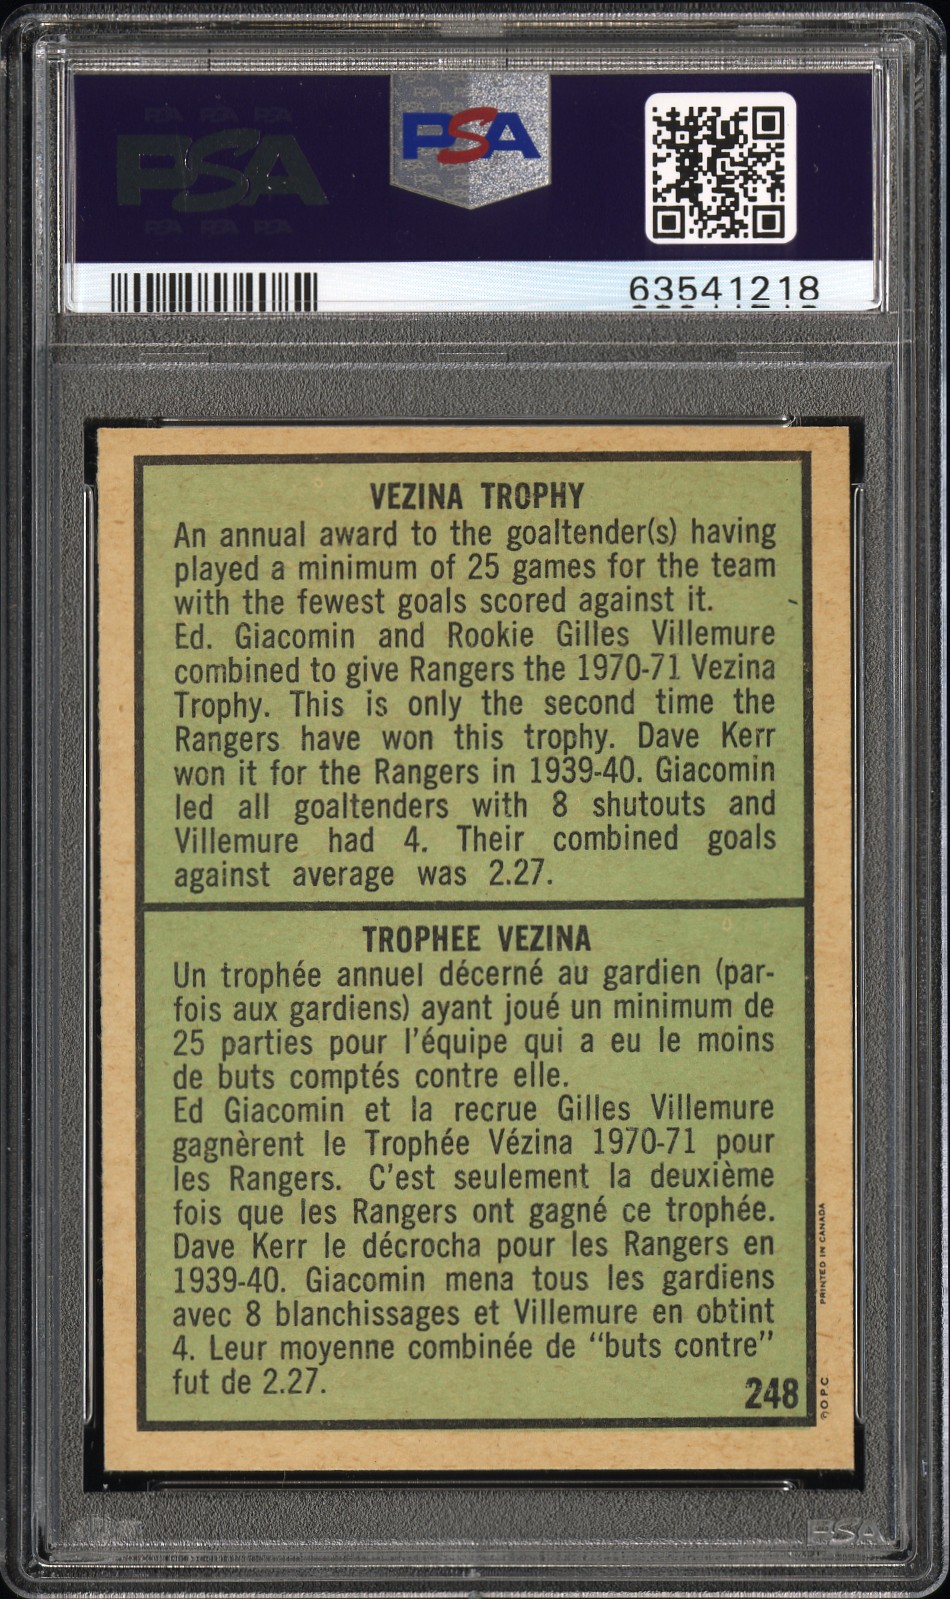 PSA PSA PSA
PSA
PSA PSA PSA
PSA
63541218
VEZINA TROPHY
An annual award to the goaltender(s) having
played a minimum of 25 games for the team
with the fewest goals scored against it.
Ed. Giacomin and Rookie Gilles Villemure
combined to give Rangers the 1970-71 Vezina
Trophy. This is only the second time the
Rangers have won this trophy. Dave Kerr
won it for the Rangers in 1939-40. Giacomin
led all goaltenders with 8 shutouts and
Villemure had 4. Their combined goals
against average was 2.27.
TROPHEE VEZINA
Un trophée annuel décerné au gardien (par-
fois aux gardiens) ayant joué un minimum de
25 parties pour l'équipe qui a eu le moins
de buts comptés contre elle.
Ed Giacomin et la recrue Gilles Villemure
gagnèrent le Trophée Vézina 1970-71 pour
les Rangers. C'est seulement la deuxième
fois que les Rangers ont gagné ce trophée.
Dave Kerr le décrocha pour les Rangers en
1939-40. Giacomin mena tous les gardiens
avec 8 blanchissages et Villemure en obtint
4. Leur moyenne combinée de “buts contre”
fut de 2.27.
248
©O.P.C. PRINTED IN CANADA
PSA